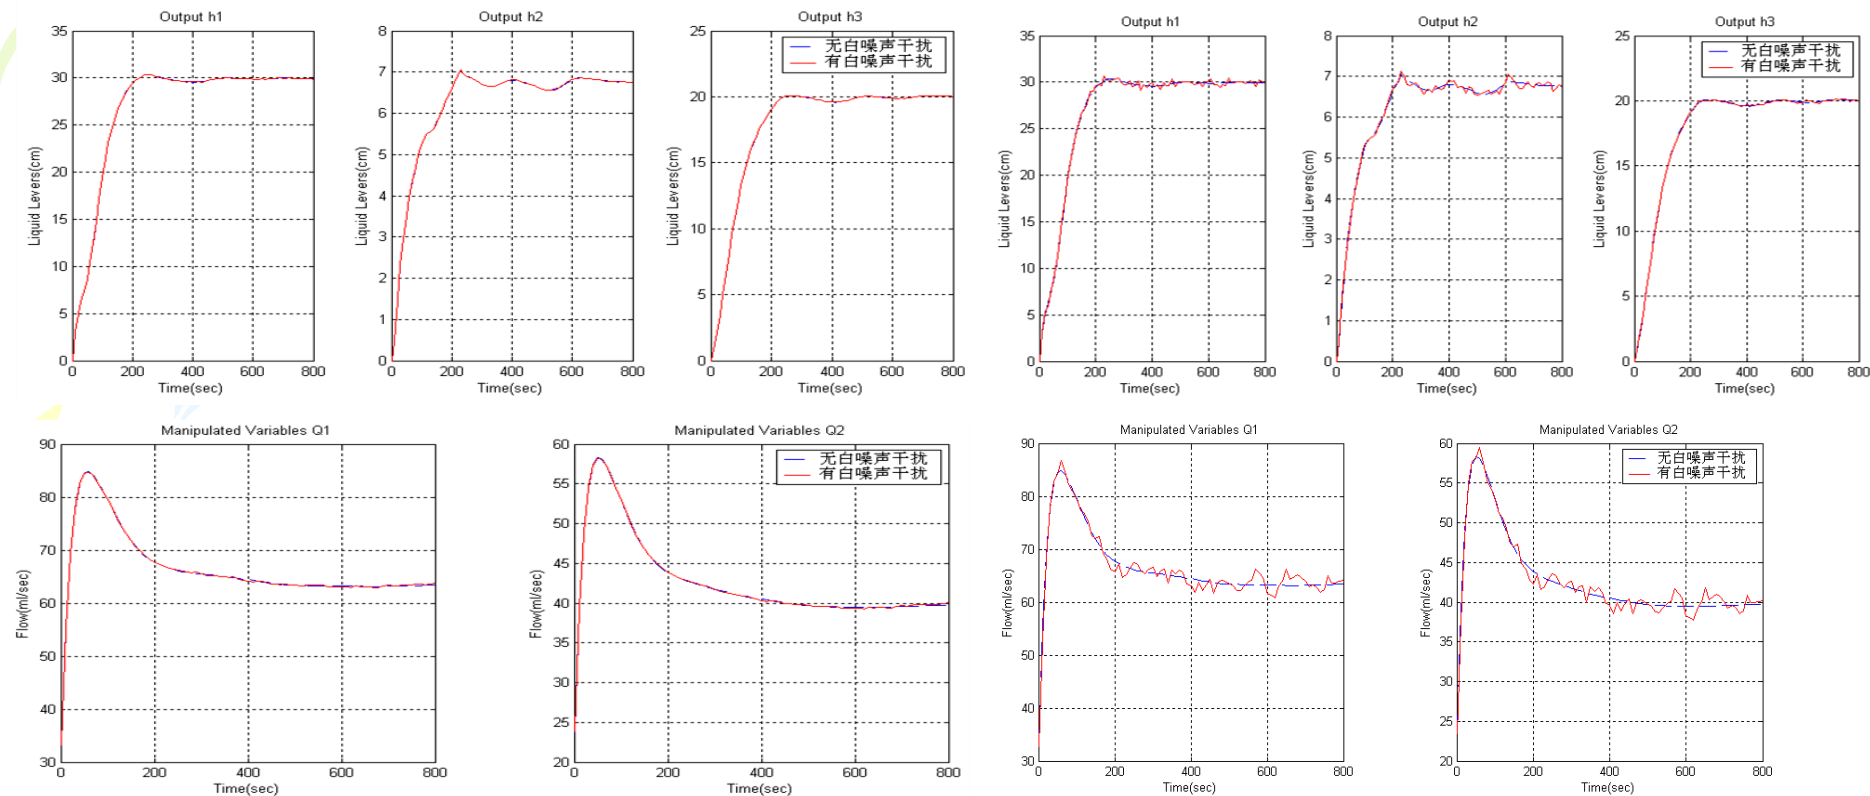 Output h1
35
30
25
20
15
10
5
0
0 200 400 600 800
Liquid Levers(cm)
Time(sec)
Output h2
8
7
6
5
4
3
2
1
0
0 200 400 600 800
Liquid Levers(cm)
Time(sec)
Output h3
25
20
15
10
5
0
0 200 400 600 800
Liquid Levers(cm)
Time(sec)
无白噪声干扰
有白噪声干扰
Output h1
35
30
25
20
30
15
10
5
0
0 200 400 600 800
Liquid Levers(cm)
Time(sec)
Output h2
8
7
6
5
4
3
2
1
0
0 200 400 600 800
Liquid Levers(cm)
Time(sec)
Output h3
25
20
15
10
5
0
0 200 400 600 800
Liquid Levers(cm)
Time(sec)
无白噪声干扰
有白噪声干扰
Manipulated Variables Q1
90
80
70
60
50
40
30
0 200 400 600 800
Flow(ml/sec)
Time(sec)
Manipulated Variables Q2
60
55
50
45
40
35
30
25
20
0 200 400 600 800
Flow(ml/sec)
Time(sec)
无白噪声干扰
有白噪声干扰
Manipulated Variables Q1
90
80
70
60
50
40
30
0 200 400 600 800
Flow(ml/sec)
Time(sec)
Manipulated Variables Q2
60
55
50
45
40
35
30
25
20
0 200 400 600 800
Flow(ml/sec)
Time(sec)
无白噪声干扰
有白噪声干扰